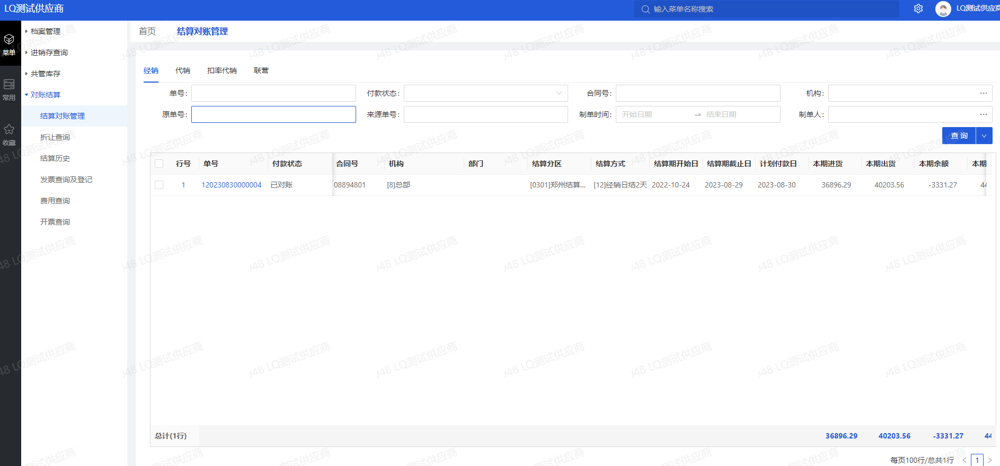 LQ测试供应商
输入菜单名称搜索
LQ测试供应商
菜单
常用
收藏
档案管理
进销存查询
共管库存
对账结算
结算对账管理
折让查询
结算历史
发票查询及登记
费用查询
开票查询
首页 结算对账管理
经销 代销 扣率代销 联营
单号: 付款状态: 合同号: 机构: ···
原单号: 来源单号: 制单时间: 开始日期 → 结束日期 制单人: ···
查 询
行号 单号 付款状态 合同号 机构 部门 结算分区 结算方式 结算期开始日 结算期截止日 计划付款日 本期进货 本期出货 本期余额 本期
1 120230830000004 已对账 08894801 [8]总部 [0301]郑州结算... [12]经销日结2天 2022-10-24 2023-08-29 2023-08-30 36896.29 40203.56 -3331.27 44
总计(1行) 36896.29 40203.56 -3331.27 44
每页100行/总共1行 < 1 >
J48 LQ测试供应商